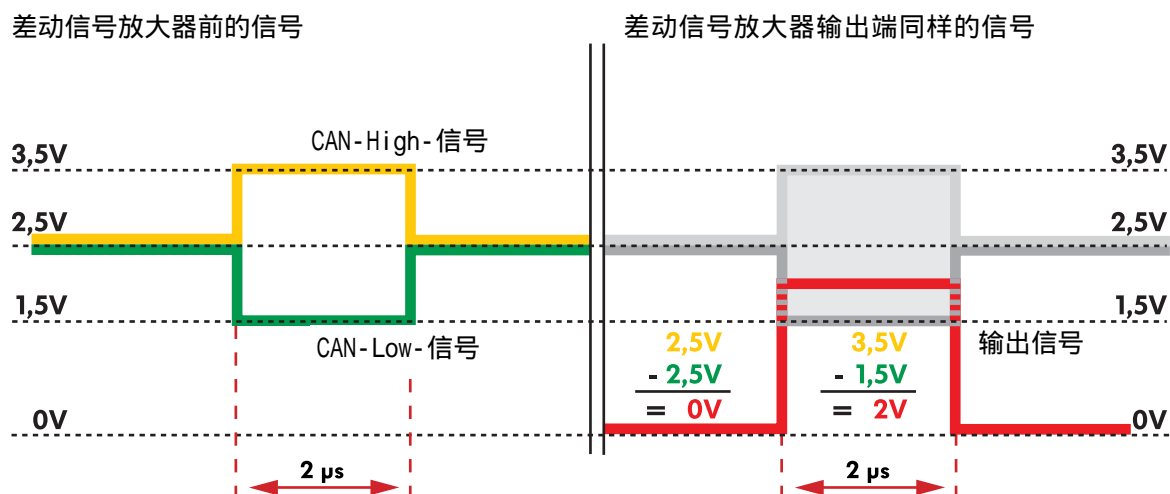 差动信号放大器前的信号
差动信号放大器输出端同样的信号
CAN-High-信号
3,5V
3,5V
2,5V
2,5V
1,5V
1,5V
CAN-Low-信号
输出信号
2,5V
- 2,5V
= 0V
3,5V
- 1,5V
= 2V
0V
0V
2 µs
2 µs